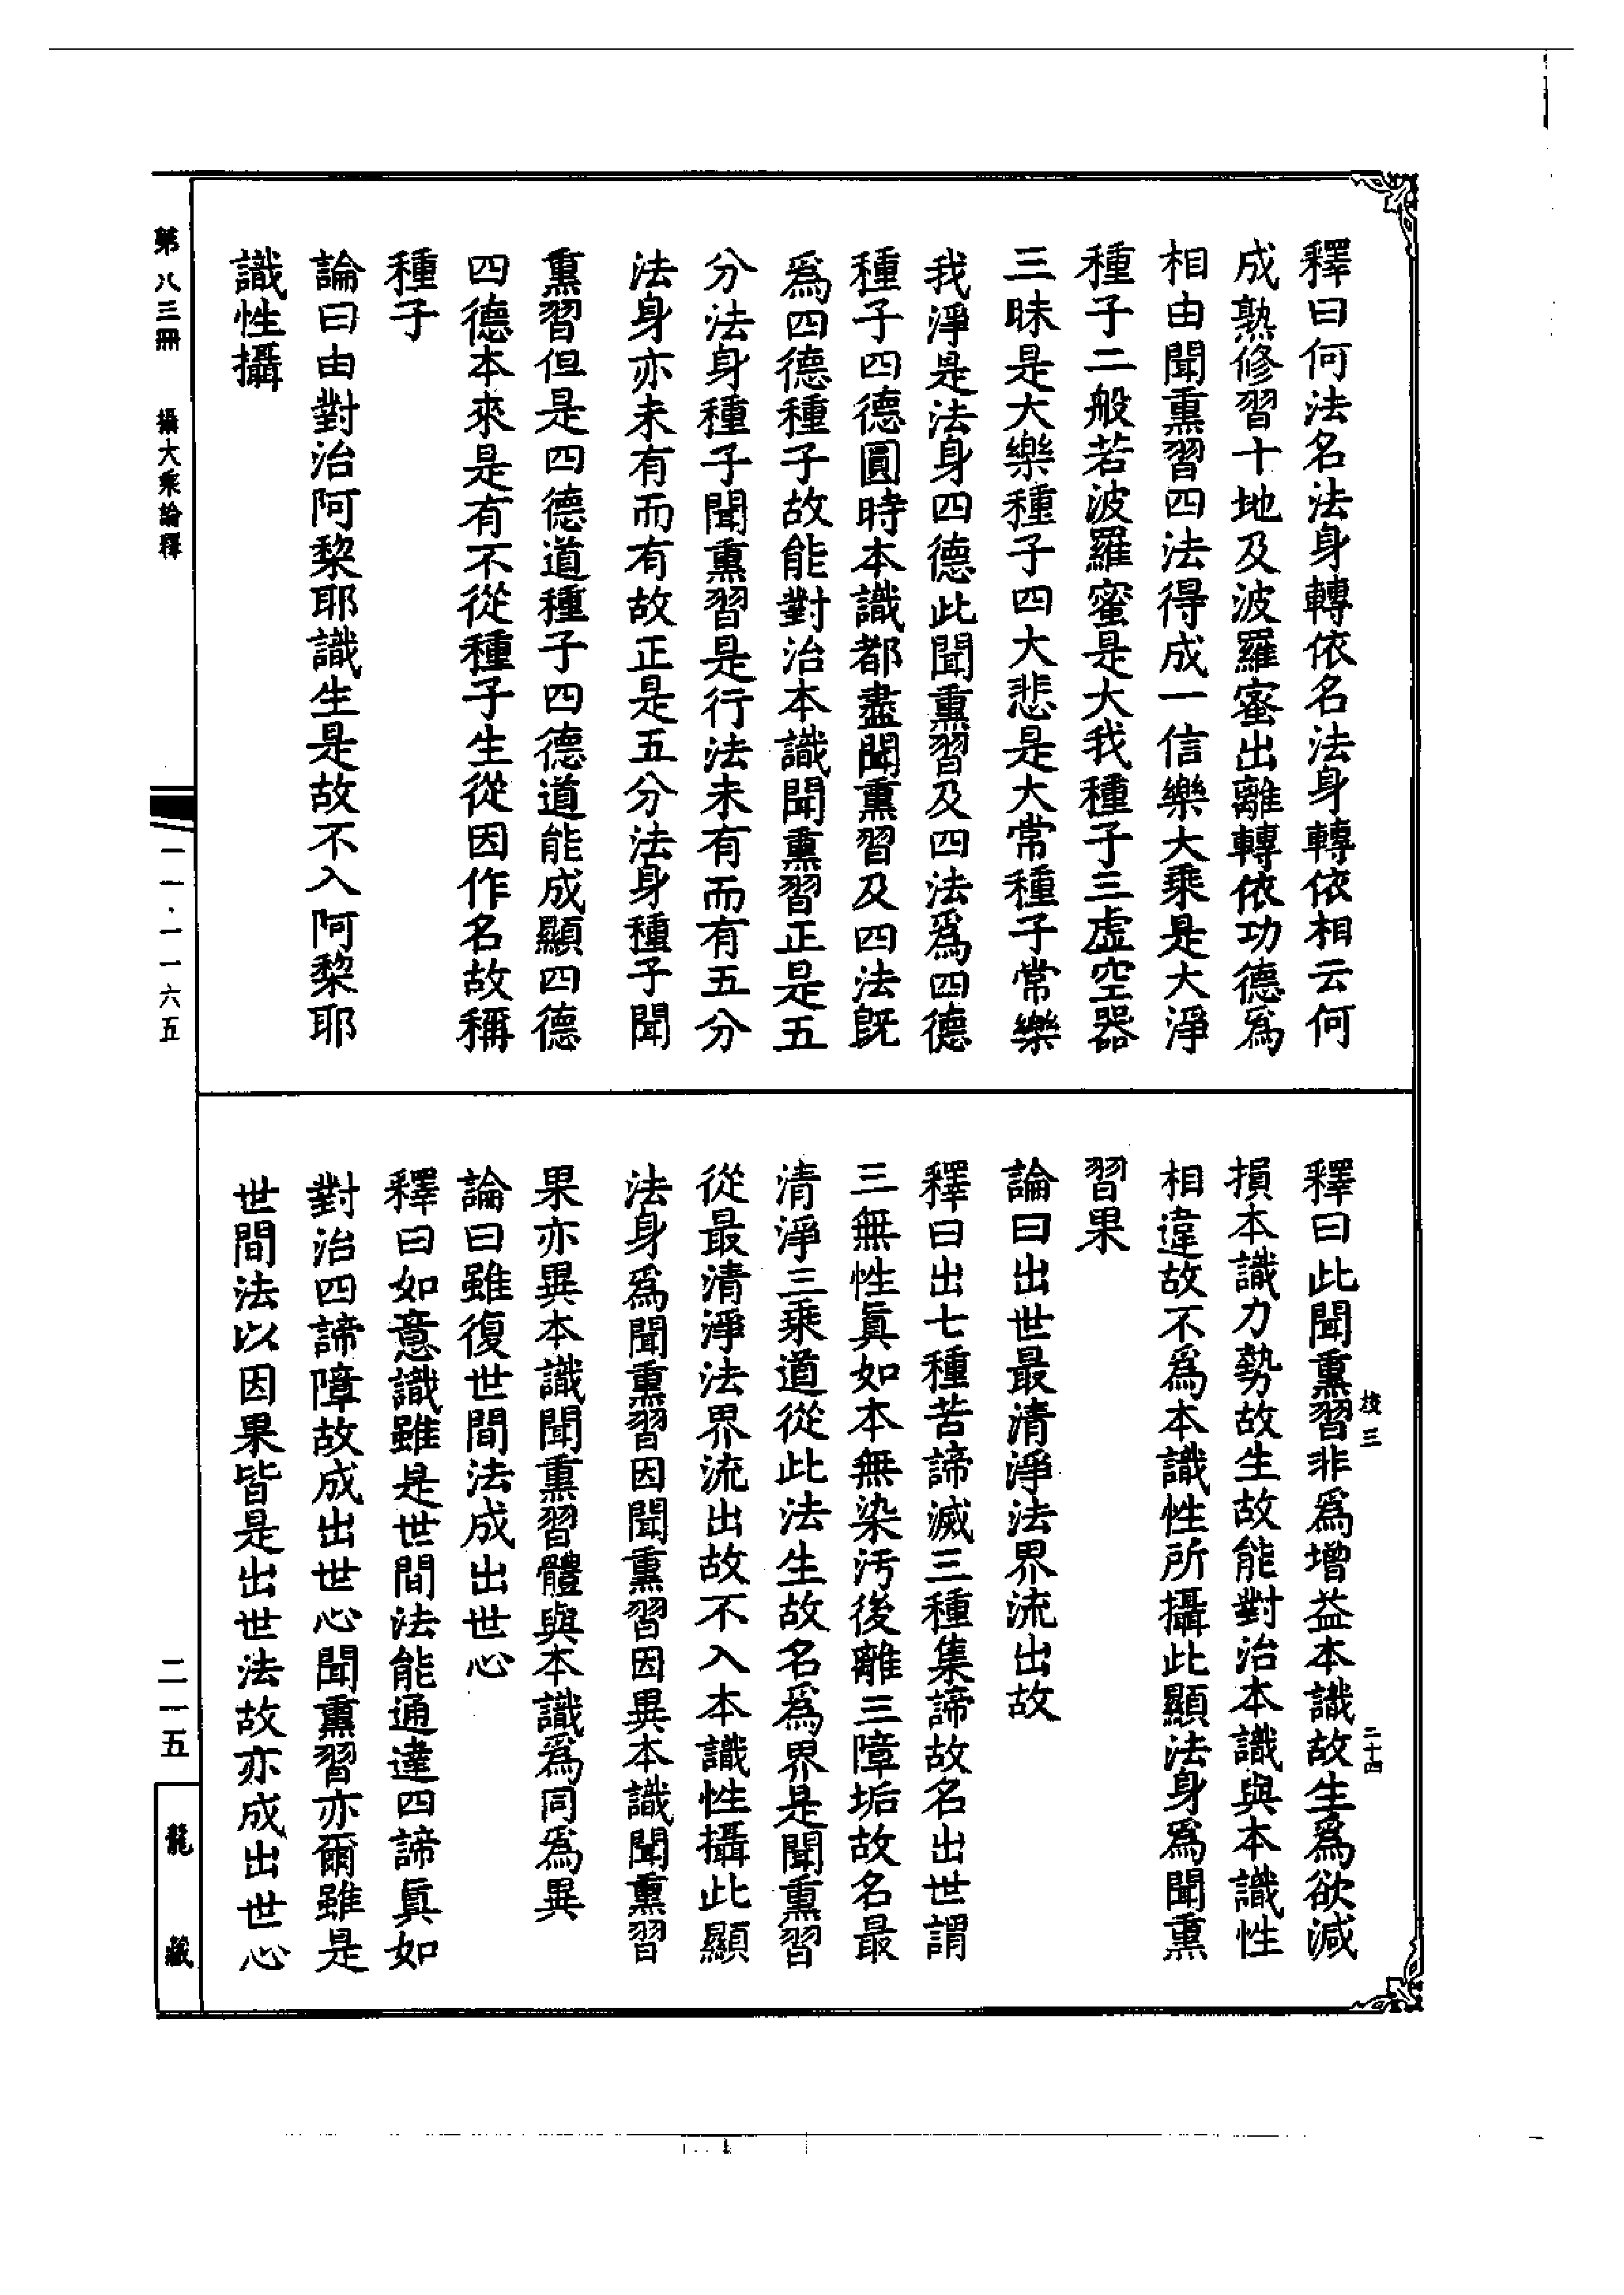 釋曰何法名法身轉依名法身轉依相云何
成熟修習十地及波羅蜜出離轉依功德爲
相由聞熏習四法得成一信樂大乘是大淨
種子二般若波羅蜜是大我種子三虛空器
三昧是大樂種子四大悲是大常種子常樂
我淨是法身四德此聞熏習及四法爲四德
種子四德圓時本識都盡聞熏習及四法旣
爲四德種子故能對治本識聞熏習正是五
分法身種子聞熏習是行法未有而有五分
法身亦未有而有故正是五分法身種子聞
熏習但是四德道種子四德道能成顯四德
四德本來是有不從種子生從因作名故稱
種子
論曰由對治阿黎耶識生是故不入阿黎耶
識性攝
釋曰此聞熏習非爲增益本識故生爲欲減
損本識力勢故生故能對治本識與本識性
相違故不爲本識性所攝此顯法身爲聞熏
習果
論曰出世最清淨法界流出故
釋曰出七種苦諦滅三種集諦故名出世謂
三無性眞如本無染污後離三障垢故名最
清淨三乘道從此法生故名爲界是聞熏習
從最清淨法界流出故不入本識性攝此顯
法身爲聞熏習因聞熏習因異本識聞熏習
果亦異本識聞熏習體與本識爲同爲異
論曰雖復世間法成出世心
釋曰如意識雖是世間法能通達四諦眞如
對治四諦障故成出世心聞熏習亦爾雖是
世間法以因果皆是出世法故亦成出世心
三十四
第八三冊 攝大乘論釋
一一·一一六五
二一五
龍藏